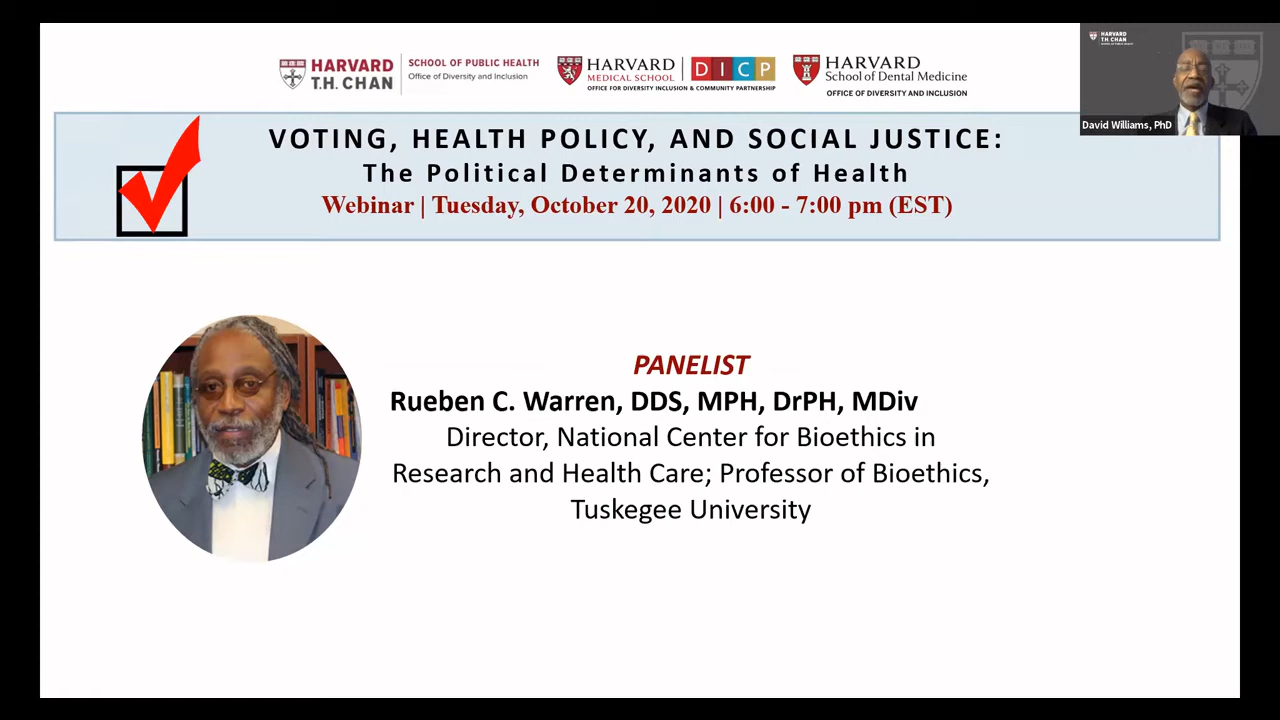 HARVARD
T.H. CHAN
SCHOOL OF PUBLIC HEALTH
Office of Diversity and Inclusion
HARVARD
MEDICAL SCHOOL
DICP
OFFICE FOR DIVERSITY INCLUSION & COMMUNITY PARTNERSHIP
HARVARD
School of Dental Medicine
OFFICE OF DIVERSITY AND INCLUSION
HARVARD
T.H. CHAN
David Williams, PhD
VOTING, HEALTH POLICY, AND SOCIAL JUSTICE:
The Political Determinants of Health
Webinar | Tuesday, October 20, 2020 | 6:00 - 7:00 pm (EST)
PANELIST
Rueben C. Warren, DDS, MPH, DrPH, MDiv
Director, National Center for Bioethics in
Research and Health Care; Professor of Bioethics,
Tuskegee University